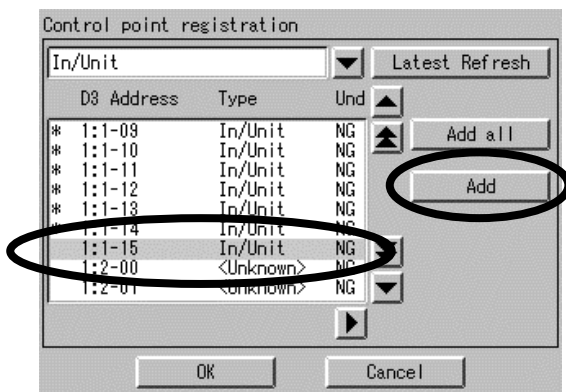 Control point registration
In/Unit
Latest Refresh
D3 Address Type Und
* 1:1-09 In/Unit NG
* 1:1-10 In/Unit NG
* 1:1-11 In/Unit NG
* 1:1-12 In/Unit NG
* 1:1-13 In/Unit NG
* 1:1-14 In/Unit NG
1:1-15 In/Unit NG
1:2-00 <Unknown> NG
1:2-01 <Unknown> NG
Add all
Add
OK Cancel